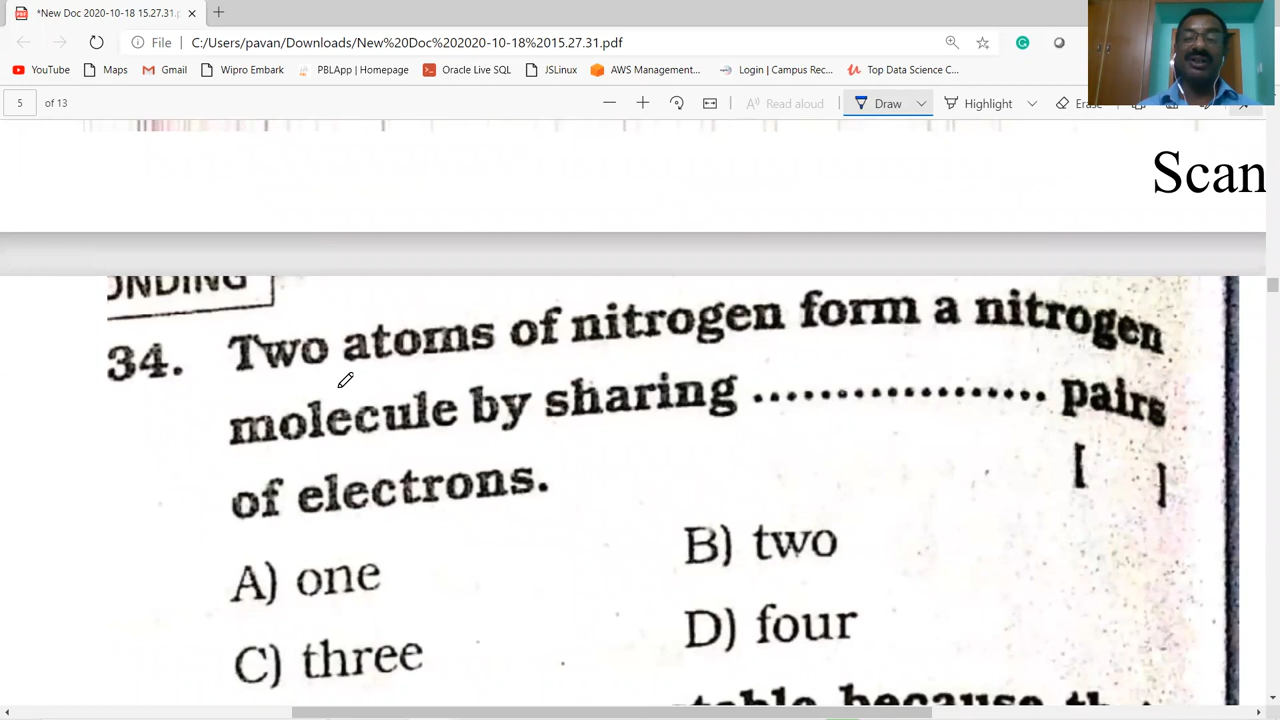 *New Doc 2020-10-18 15.27.31.p
File C:/Users/pavan/Downloads/New%20Doc%202020-10-18%2015.27.31.pdf
YouTube Maps Gmail Wipro Embark PBLApp | Homepage Oracle Live SQL JSLinux AWS Management... Login | Campus Rec... Top Data Science C...
5 of 13 Read aloud Draw Highlight Erase
Scan
ONDING
34. Two atoms of nitrogen form a nitrogen
molecule by sharing .................. pairs
of electrons. [ ]
A) one B) two
C) three D) four
because th